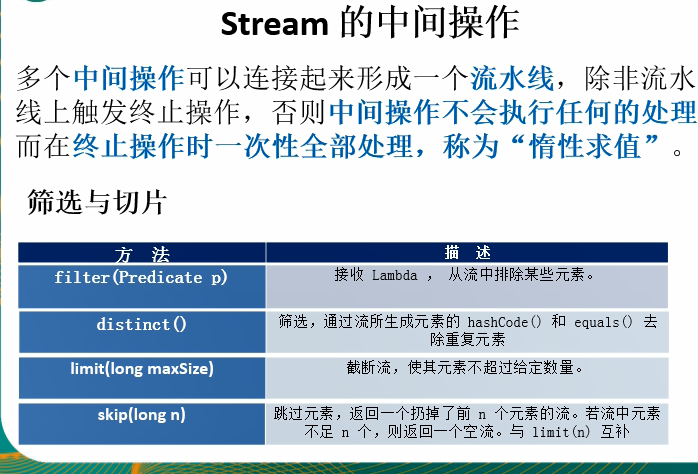 Stream 的中间操作
多个中间操作可以连接起来形成一个流水线，除非流水
线上触发终止操作，否则中间操作不会执行任何的处理
而在终止操作时一次性全部处理，称为“惰性求值”。
筛选与切片
方 法 描 述
filter(Predicate p) 接收 Lambda ， 从流中排除某些元素。
distinct() 筛选，通过流所生成元素的 hashCode() 和 equals() 去
除重复元素
limit(long maxSize) 截断流，使其元素不超过给定数量。
skip(long n) 跳过元素，返回一个扔掉了前 n 个元素的流。若流中元素
不足 n 个，则返回一个空流。与 limit(n) 互补